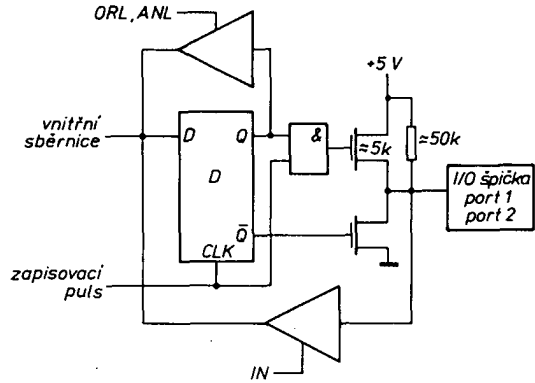 ORL, ANL
+5 V
vnitřní
sběrnice
D
Q
&
≈5k
≈50k
I/O špička
port 1
port 2
D
Q̅
CLK
zapisovací
puls
IN